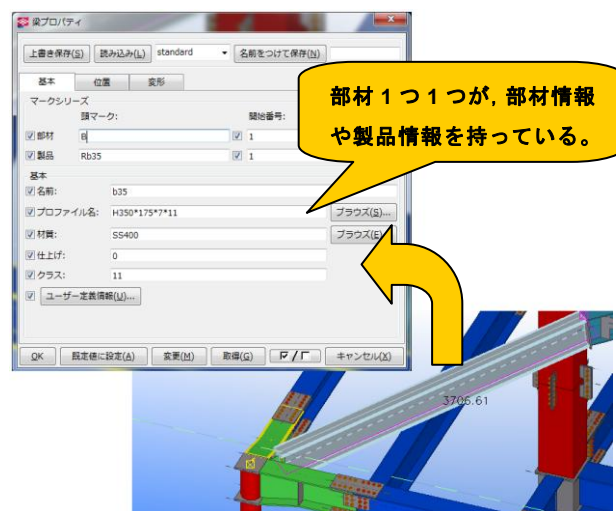 梁プロパティ
上書き保存(S) 読み込み(L) standard 名前をつけて保存(N)
基本 位置 変形
マークシリーズ
頭マーク: 開始番号:
部材 B 1
製品 Rb35 1
基本
名前: b35
プロファイル名: H350*175*7*11 ブラウズ(S)...
材質: SS400 ブラウズ(E)
仕上げ: 0
クラス: 11
ユーザー定義情報(U)...
OK 既定値に設定(A) 変更(M) 取得(G) キャンセル(X)
部材1つ1つが,部材情報
や製品情報を持っている。
3706.61